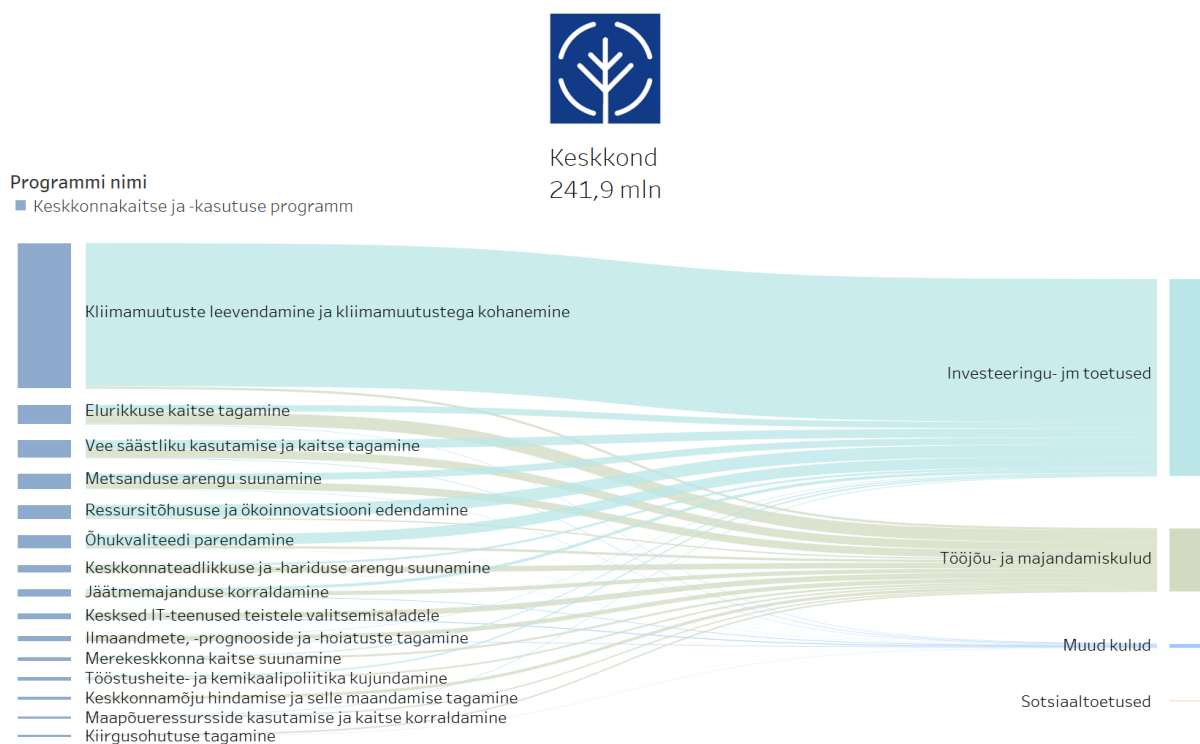 Keskkond
241,9 mln
Programmi nimi
Keskkonnakaitse ja -kasutuse programm
Kliimamuutuste leevendamine ja kliimamuutustega kohanemine
Investeeringu- jm toetused
Elurikkuse kaitse tagamine
Vee säästliku kasutamise ja kaitse tagamine
Metsanduse arengu suunamine
Ressursitõhususe ja ökoinnovatsiooni edendamine
Õhukvaliteedi parendamine
Tööjõu- ja majandamiskulud
Keskkonnateadlikkuse ja -hariduse arengu suunamine
Jäätmemajanduse korraldamine
Kesksed IT-teenused teistele valitsemisaladele
Ilmaandmete, -prognooside ja -hoiatuste tagamine
Muud kulud
Merekeskkonna kaitse suunamine
Tööstusheite- ja kemikaalipoliitika kujundamine
Keskkonnamõju hindamise ja selle maandamise tagamine
Sotsiaaltoetused
Maapõueressursside kasutamise ja kaitse korraldamine
Kiirgusohutuse tagamine